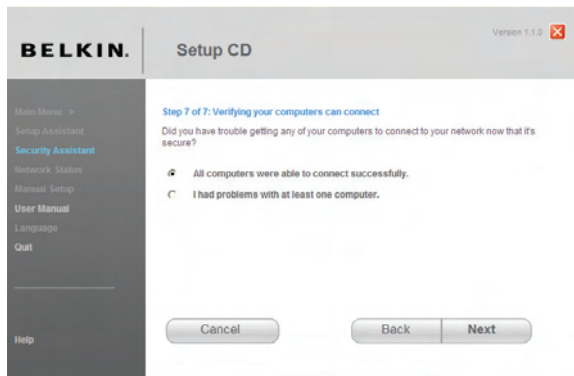 BELKIN.
Setup CD
Version 1.1.0
Main Menu >
Setup Assistant
Security Assistant
Network Status
Manual Setup
User Manual
Language
Quit
Help
Step 7 of 7: Verifying your computers can connect
Did you have trouble getting any of your computers to connect to your network now that it's
secure?
All computers were able to connect successfully.
I had problems with at least one computer.
Cancel
Back
Next